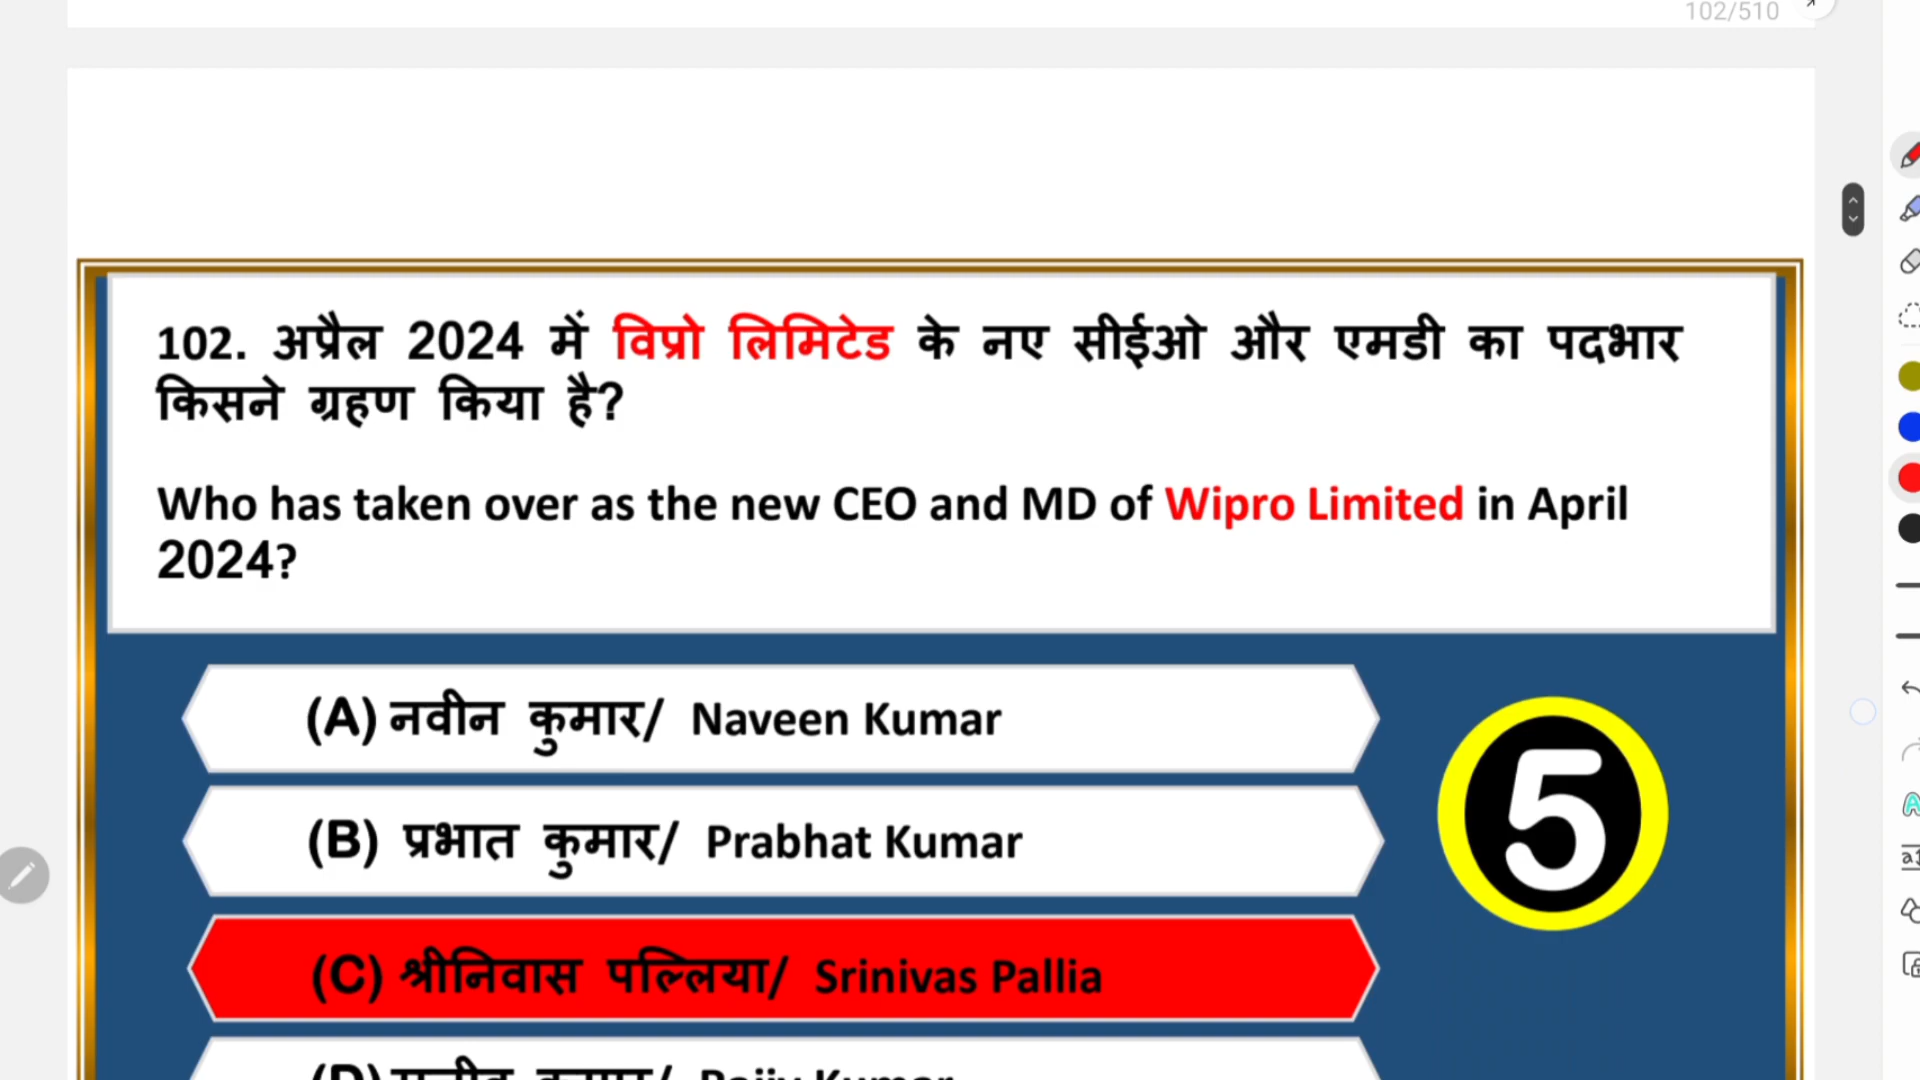 102/510
102. अप्रैल 2024 में विप्रो लिमिटेड के नए सीईओ और एमडी का पदभार
किसने ग्रहण किया है?
Who has taken over as the new CEO and MD of Wipro Limited in April
2024?
(A) नवीन कुमार/ Naveen Kumar
(B) प्रभात कुमार/ Prabhat Kumar
5
(C) श्रीनिवास पल्लिया/ Srinivas Pallia
(D) कुमार/ Rajiv Kumar